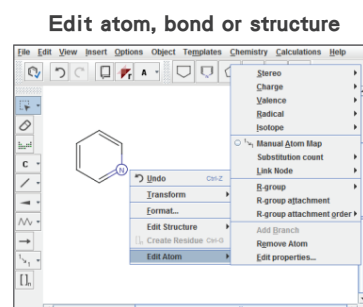 Edit atom, bond or structure
File Edit View Insert Options Object Templates Chemistry Calculations Help
A
C
N
Undo Ctrl-Z
Transform
Format...
Edit Structure
Create Residue Ctrl-G
Edit Atom
Stereo
Charge
Valence
Radical
Isotope
Manual Atom Map
Substitution count
Link Node
R-group
R-group attachment
R-group attachment order
Add Branch
Remove Atom
Edit properties...
[]n